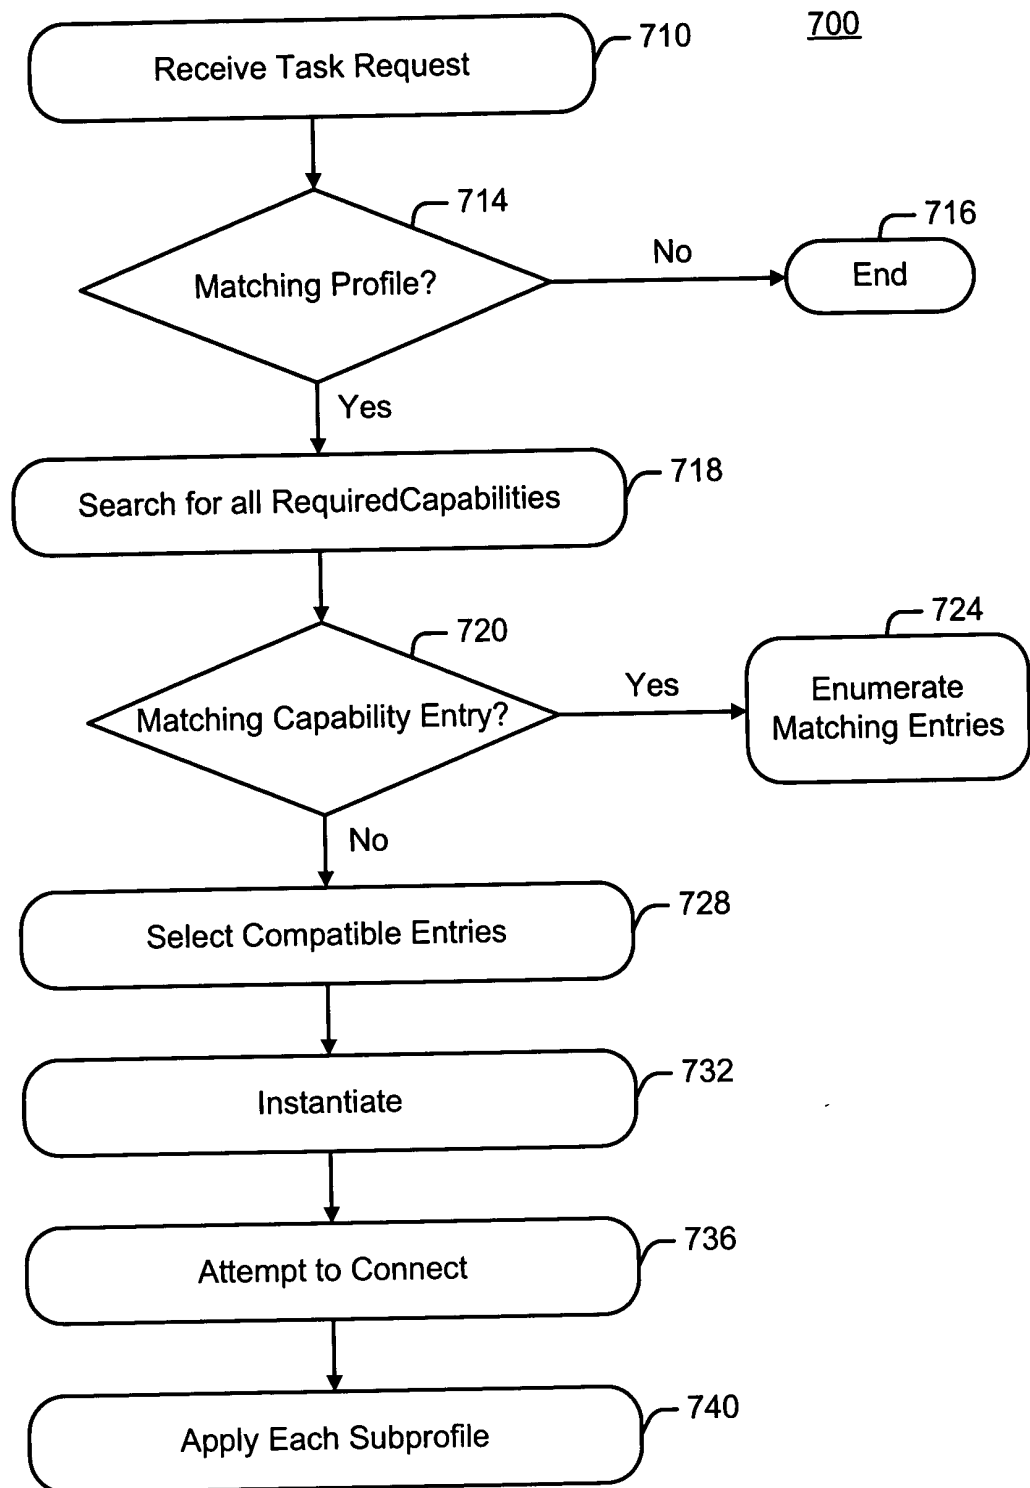 700
710
Receive Task Request
714
Matching Profile?
No
716
End
Yes
718
Search for all RequiredCapabilities
720
Matching Capability Entry?
Yes
724
Enumerate
Matching Entries
No
728
Select Compatible Entries
732
Instantiate
736
Attempt to Connect
740
Apply Each Subprofile